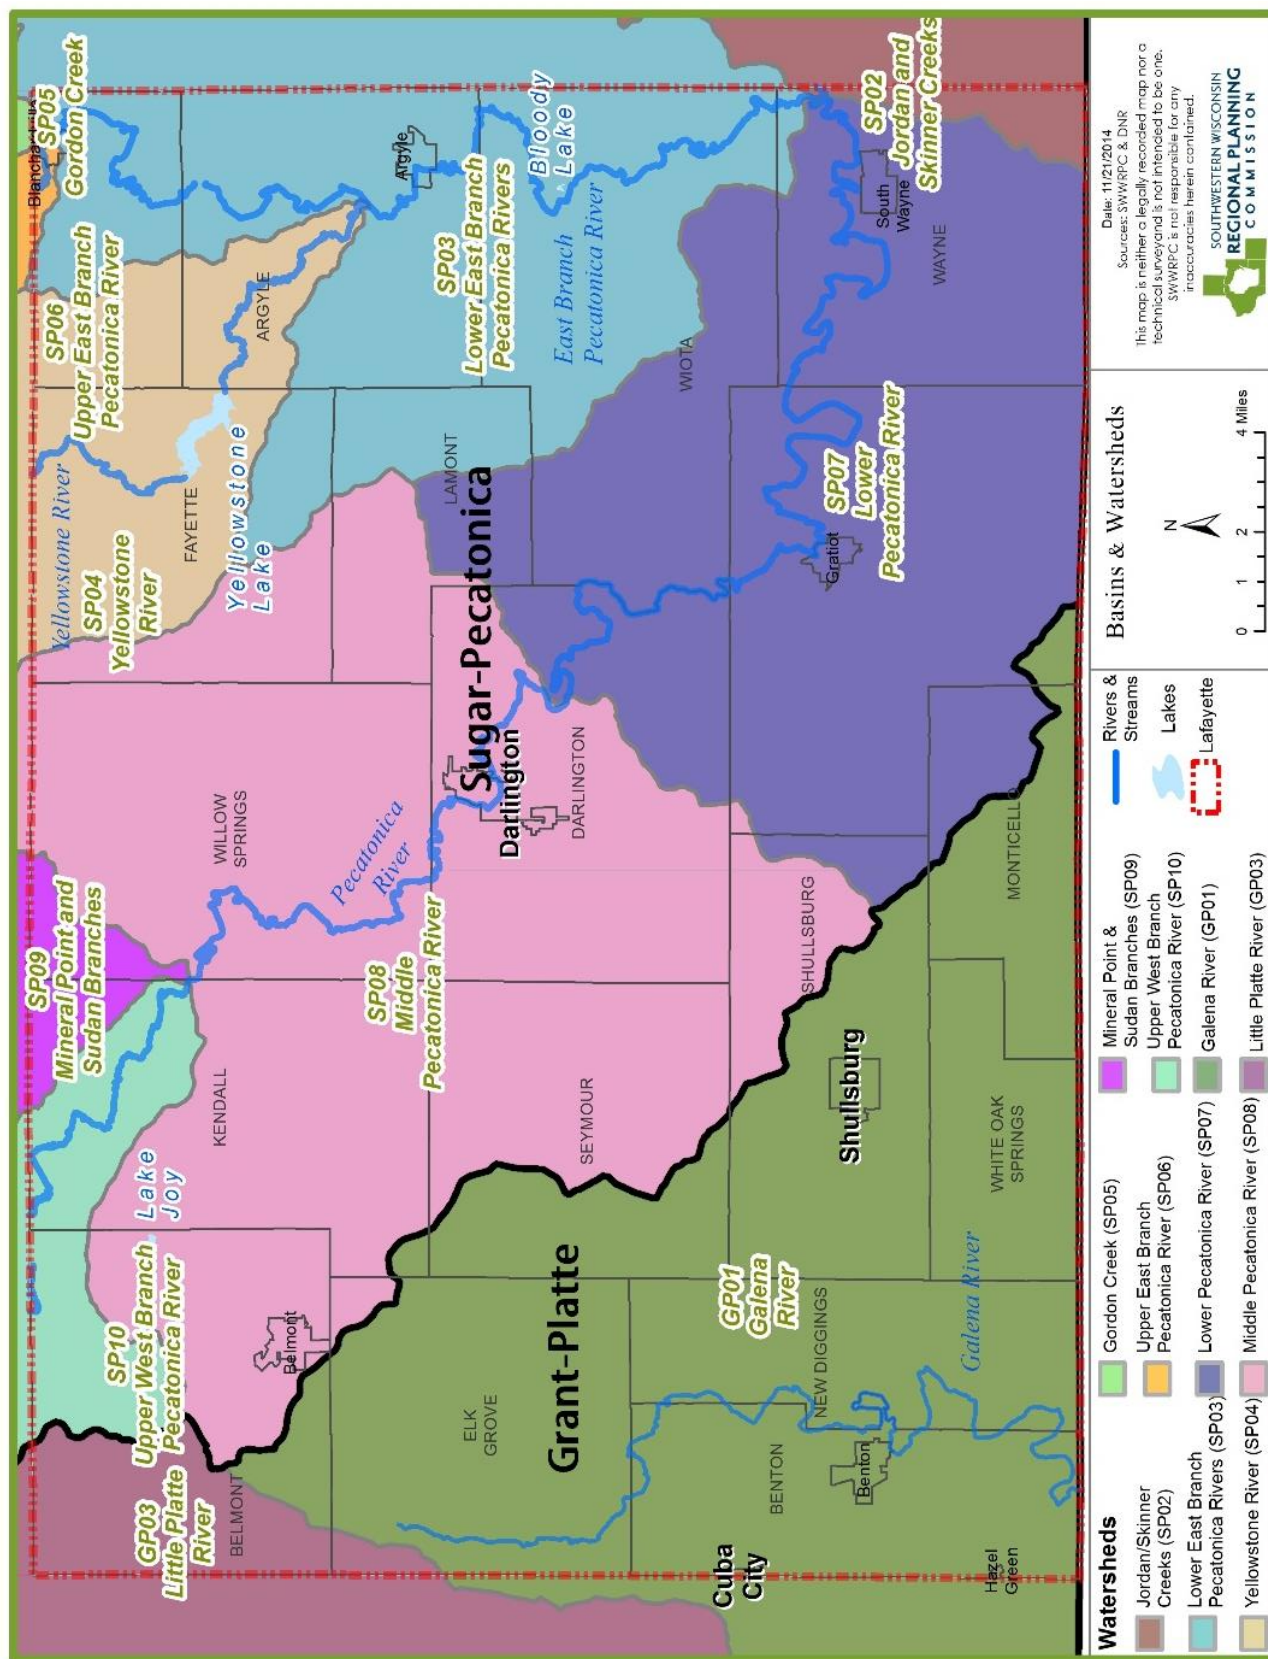 GP03
Little Platte
River
SP10
Upper West Branch
Pecatonica River
Lake
Joy
SP09
Mineral Point and
Sudan Branches
SP04
Yellowstone
River
Yellowstone River
SP06
Upper East Branch
Pecatonica River
SP05
Gordon Creek
BELMONT
Belmont
KENDALL
WILLOW
SPRINGS
FAYETTE
Yellowstone
Lake
ARGYLE
Argyle
Pecatonica
River
SP08
Middle
Pecatonica River
LAMONT
SP03
Lower East Branch
Pecatonica Rivers
Bloody
Lake
East Branch
Pecatonica River
ELK
GROVE
Grant-Platte
SEYMOUR
Sugar-Pecatonica
Darlington
DARLINGTON
WIOTA
Cuba
City
BENTON
Benton
NEW DIGGINGS
GP01
Galena
River
Galena River
Shullsburg
SHULLSBURG
Gratiot
SP07
Lower
Pecatonica River
South
Wayne
WAYNE
SP02
Jordan and
Skinner Creeks
Hazel
Green
WHITE OAK
SPRINGS
MONTICELLO
Watersheds
Jordan/Skinner
Creeks (SP02)
Lower East Branch
Pecatonica Rivers (SP03)
Yellowstone River (SP04)
Gordon Creek (SP05)
Upper East Branch
Pecatonica River (SP06)
Lower Pecatonica River (SP07)
Middle Pecatonica River (SP08)
Mineral Point &
Sudan Branches (SP09)
Upper West Branch
Pecatonica River (SP10)
Galena River (GP01)
Little Platte River (GP03)
Rivers &
Streams
Lakes
Lafayette
Basins & Watersheds
N
0 1 2 4 Miles
Date: 11/21/2014
Sources: SWWRPC & DNR
This map is neither a legally recorded map nor a
technical survey and is not intended to be one.
SWWRPC is not responsible for any
inaccuracies herein contained.
SOUTHWESTERN WISCONSIN
REGIONAL PLANNING
COMMISSION